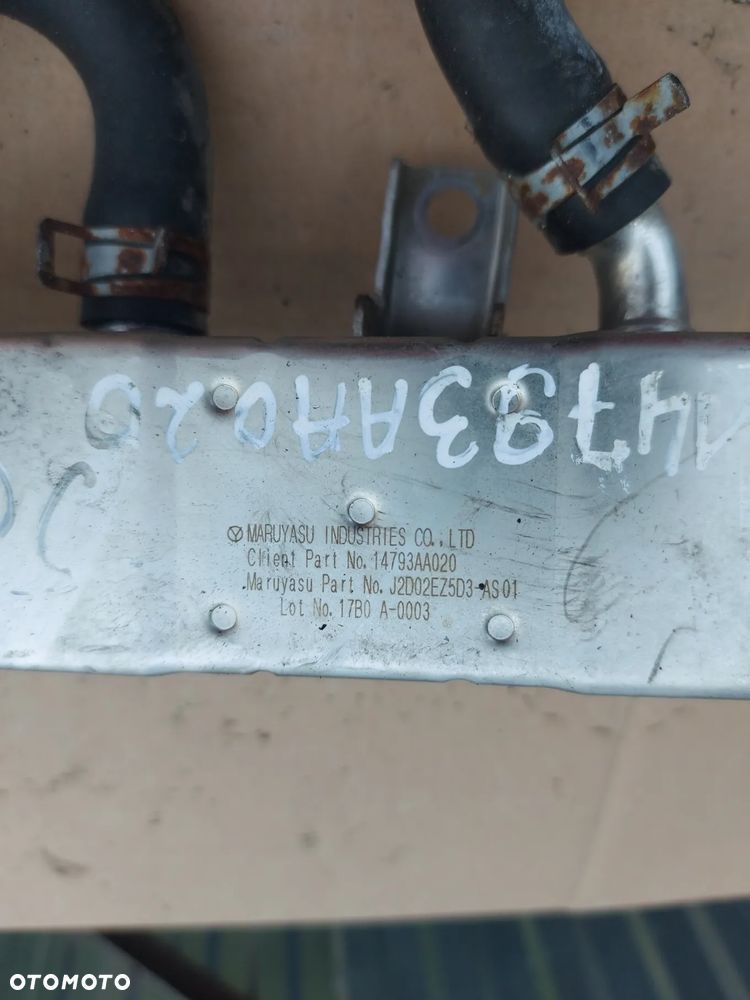 14793AA020
MARUYASU INDUSTRIES CO., LTD
Client Part No. 14793AA020
Maruyasu Part No. J2D02EZ5D3-AS01
Lot No. 17B0 A-0003
OTOMOTO